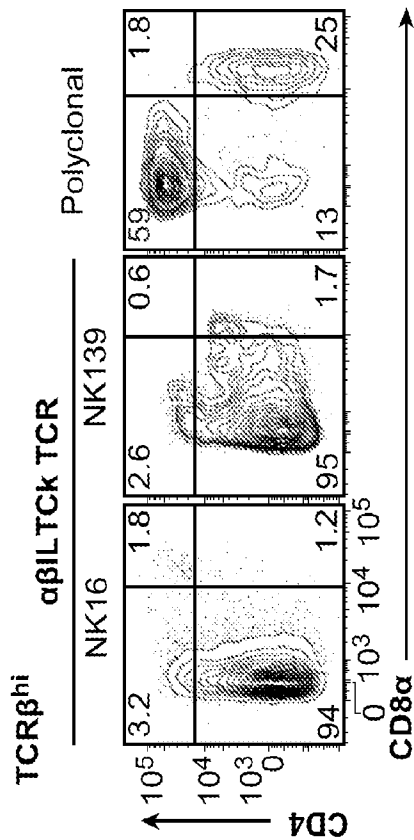 TCRβhi
αβILTCk TCR
NK16
NK139
Polyclonal
3.2
1.8
94
1.2
2.6
0.6
95
1.7
59
1.8
13
25
10⁵
10⁴
10³
0
CD4
0
10³
10⁴
10⁵
CD8α